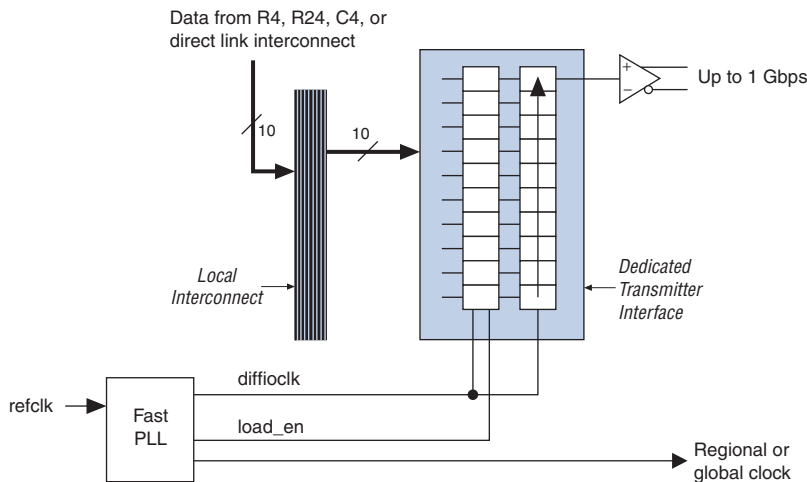 Data from R4, R24, C4, or
direct link interconnect
10
10
+
–
Up to 1 Gbps
Local
Interconnect
Dedicated
Transmitter
Interface
diffioclk
refclk
Fast
PLL
load_en
Regional or
global clock